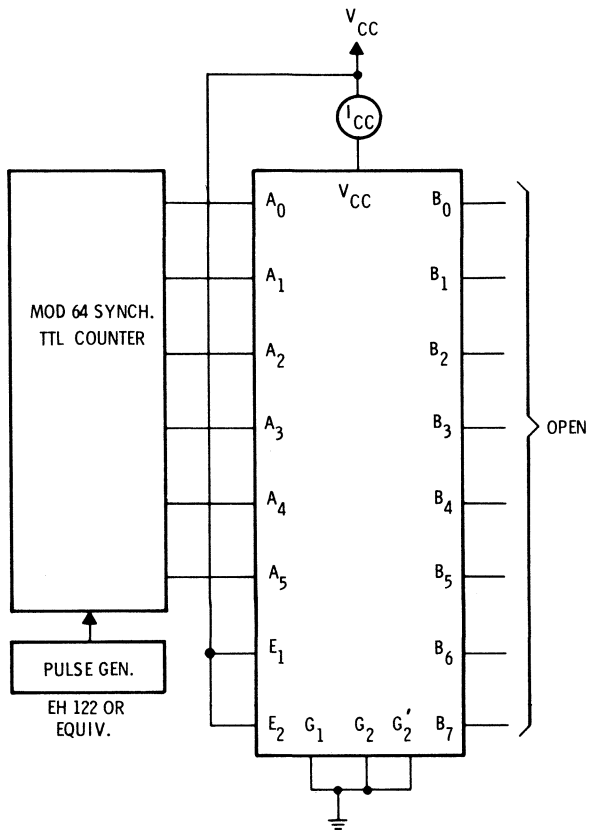 V_CC
I_CC
V_CC
A_0
B_0
A_1
B_1
MOD 64 SYNCH.
TTL COUNTER
A_2
B_2
A_3
B_3
OPEN
A_4
B_4
A_5
B_5
E_1
B_6
PULSE GEN.
EH 122 OR
EQUIV.
E_2 G_1 G_2 G_2' B_7